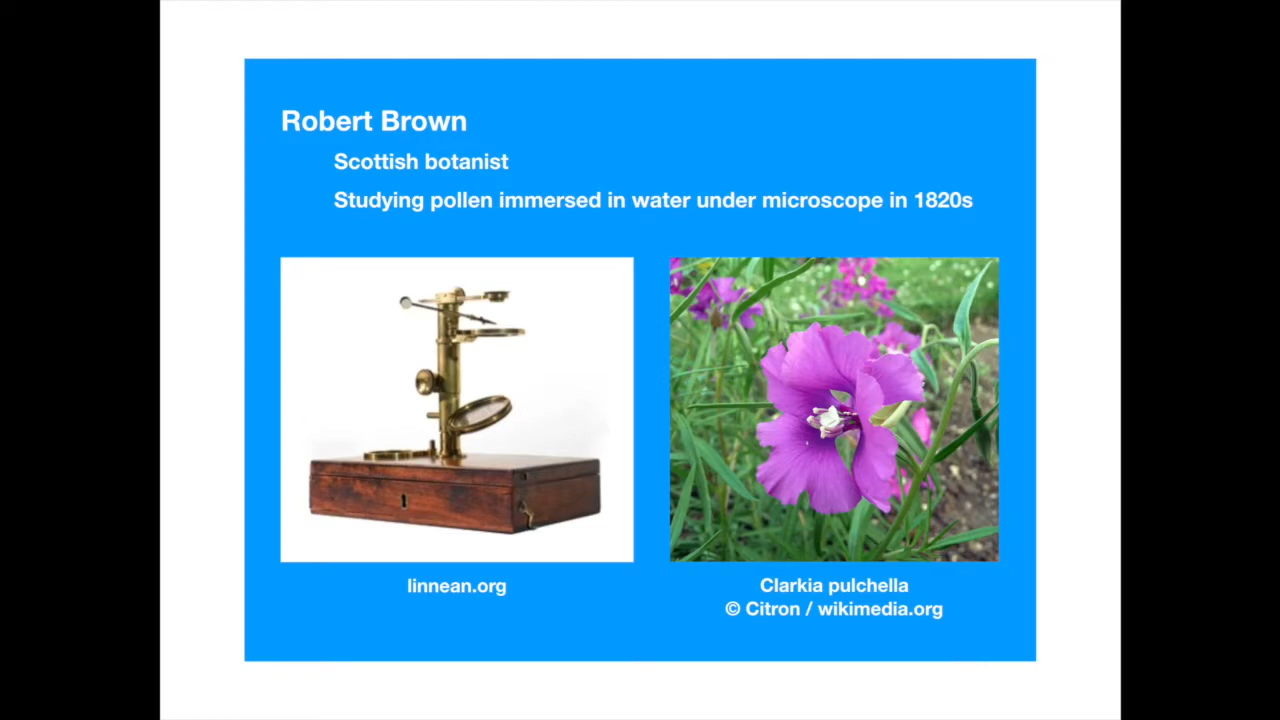 Robert Brown
Scottish botanist
Studying pollen immersed in water under microscope in 1820s
linnean.org
Clarkia pulchella
© Citron / wikimedia.org